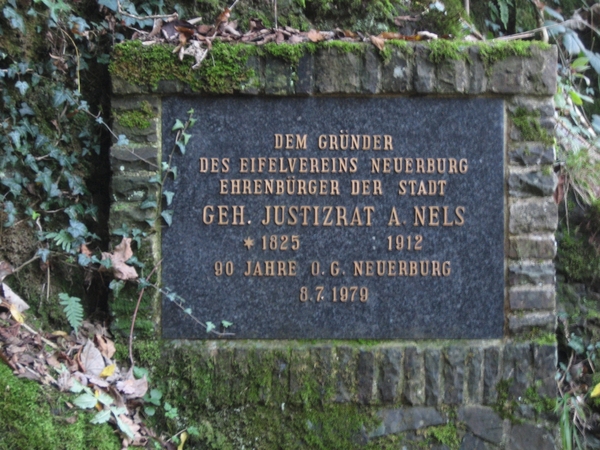 DEM GRÜNDER
DES EIFELVEREINS NEUERBURG
EHRENBÜRGER DER STADT
GEH. JUSTIZRAT A. NELS
* 1825 : 1912
90 JAHRE O.G. NEUERBURG
8.7.1979